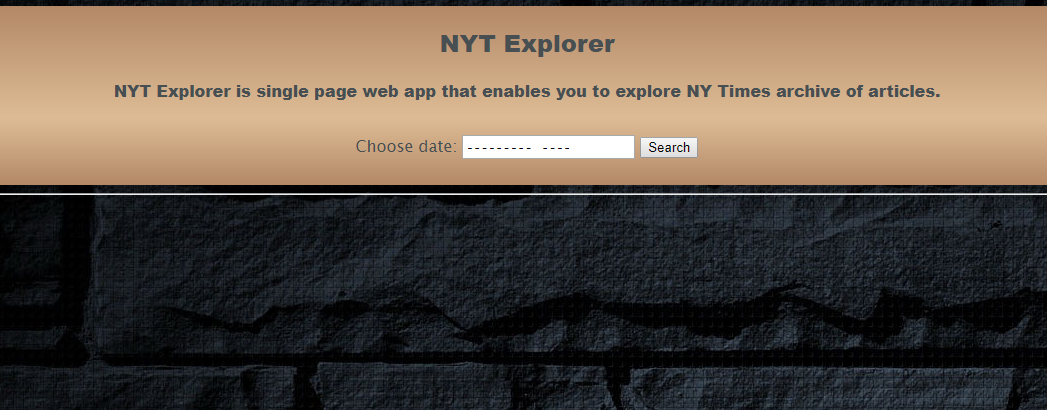 NYT Explorer
NYT Explorer is single page web app that enables you to explore NY Times archive of articles.
Choose date: --------- ---- Search